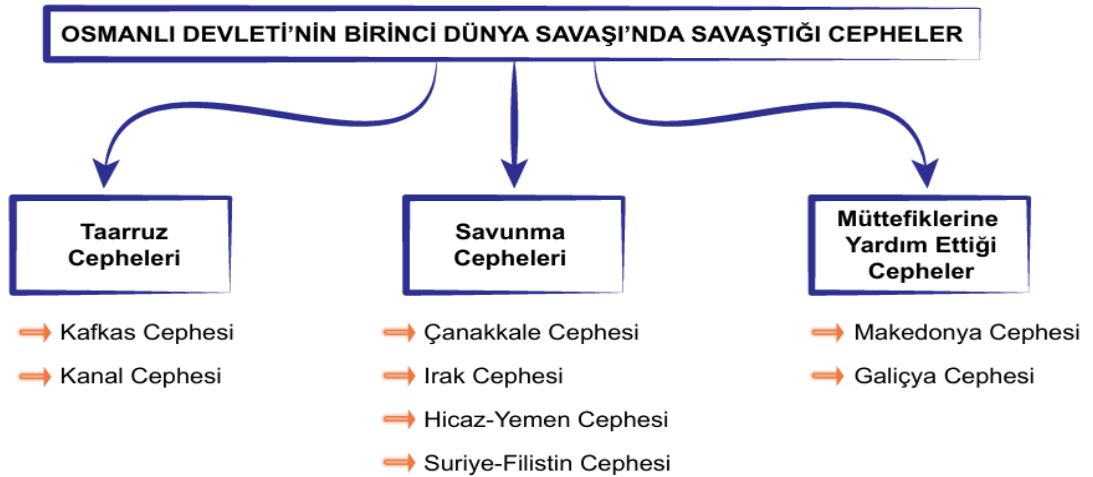 OSMANLI DEVLETİ’NİN BİRİNCİ DÜNYA SAVAŞI’NDA SAVAŞTIĞI CEPHELER
Taarruz
Cepheleri
Kafkas Cephesi
Kanal Cephesi
Savunma
Cepheleri
Çanakkale Cephesi
Irak Cephesi
Hicaz-Yemen Cephesi
Suriye-Filistin Cephesi
Müttefiklerine
Yardım Ettiği
Cepheler
Makedonya Cephesi
Galiçya Cephesi